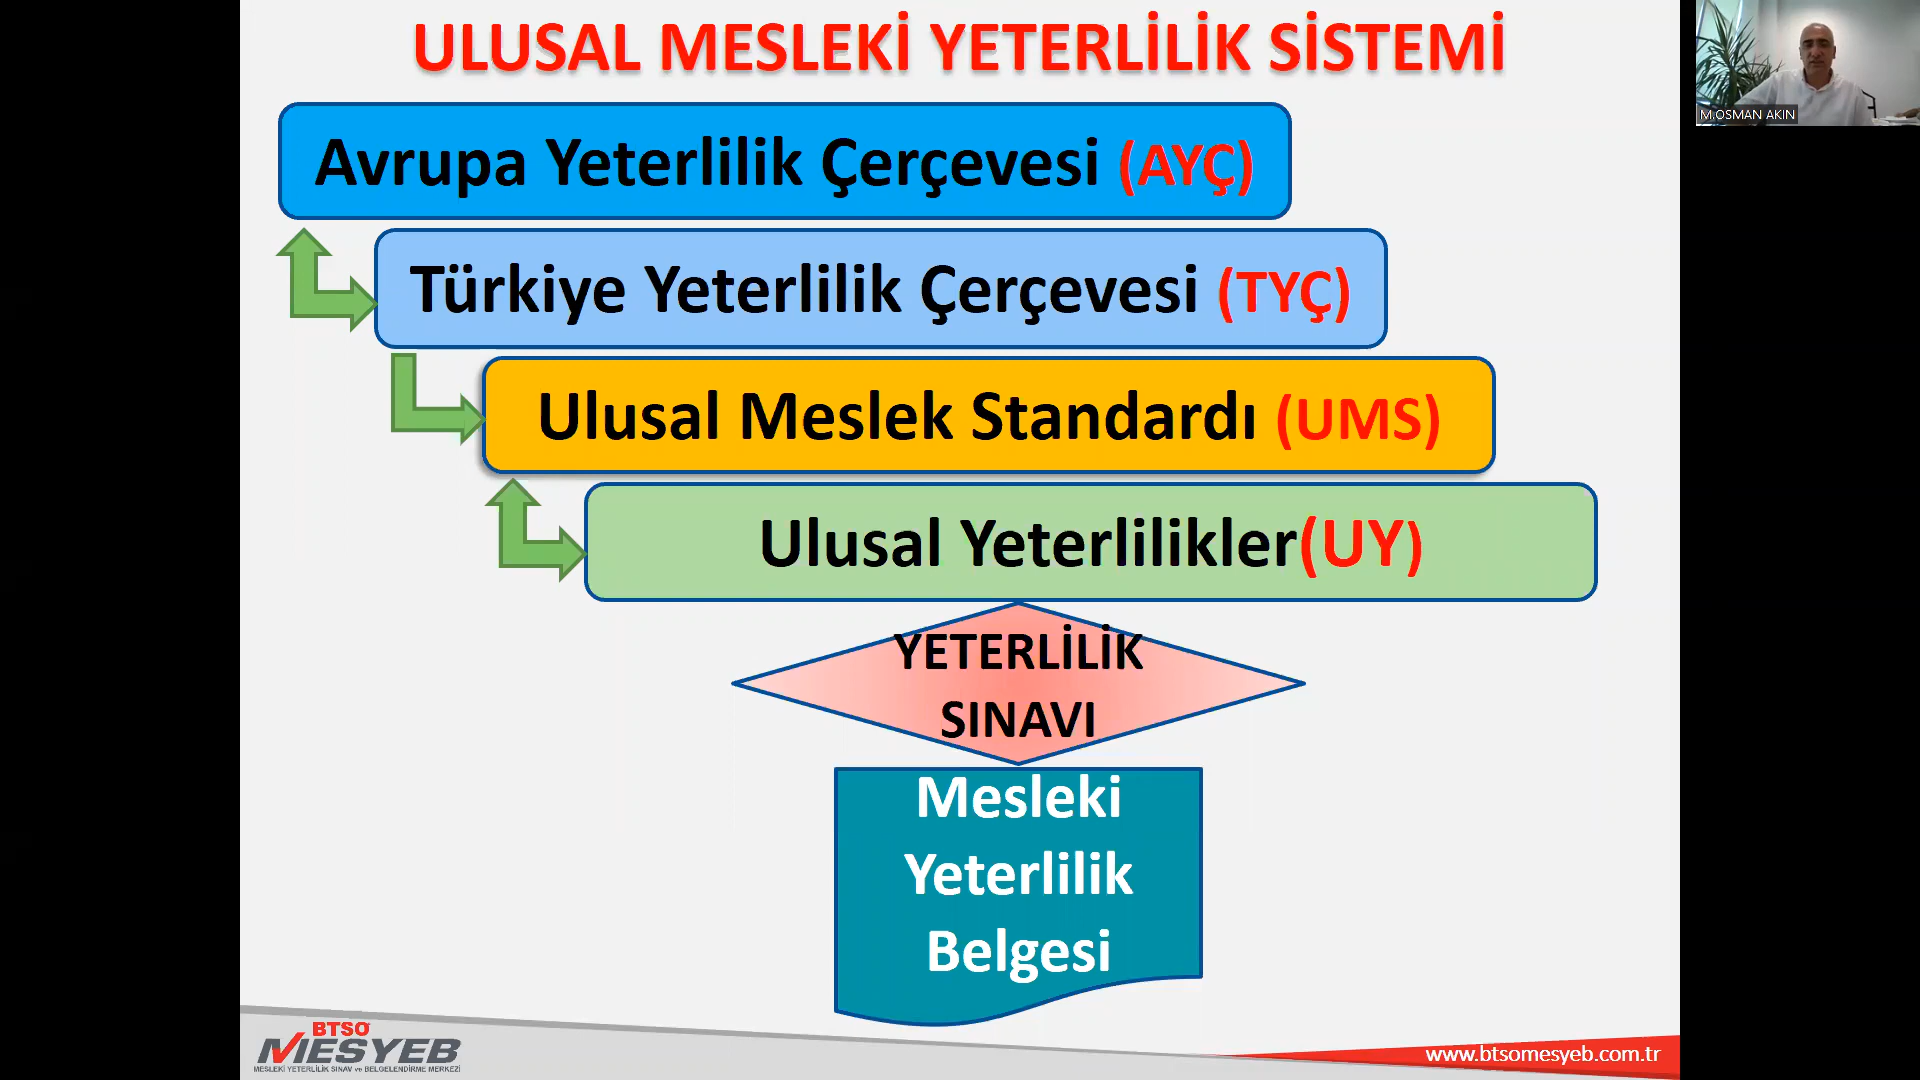 ULUSAL MESLEKİ YETERLİLİK SİSTEMİ
M.OSMAN AKIN
Avrupa Yeterlilik Çerçevesi (AYÇ)
Türkiye Yeterlilik Çerçevesi (TYÇ)
Ulusal Meslek Standardı (UMS)
Ulusal Yeterlilikler(UY)
YETERLİLİK
SINAVI
Mesleki
Yeterlilik
Belgesi
BTSO
MESYEB
MESLEKİ YETERLİLİK SINAV ve BELGELENDİRME MERKEZİ
www.btsomesyeb.com.tr